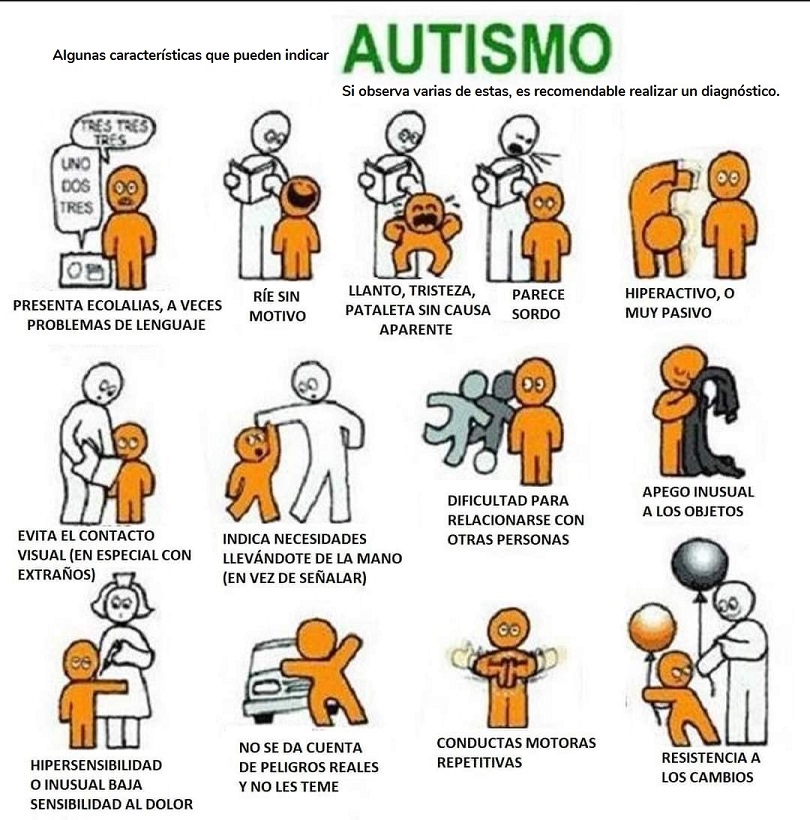 Algunas características que pueden indicar
AUTISMO
Si observa varias de estas, es recomendable realizar un diagnóstico.
TRES TRES
TRES
UNO
DOS
TRES
PRESENTA ECOLALIAS, A VECES
PROBLEMAS DE LENGUAJE
RÍE SIN
MOTIVO
LLANTO, TRISTEZA,
PATALETA SIN CAUSA
APARENTE
PARECE
SORDO
HIPERACTIVO, O
MUY PASIVO
EVITA EL CONTACTO
VISUAL (EN ESPECIAL CON
EXTRAÑOS)
INDICA NECESIDADES
LLEVÁNDOTE DE LA MANO
(EN VEZ DE SEÑALAR)
DIFICULTAD PARA
RELACIONARSE CON
OTRAS PERSONAS
APEGO INUSUAL
A LOS OBJETOS
HIPERSENSIBILIDAD
O INUSUAL BAJA
SENSIBILIDAD AL DOLOR
NO SE DA CUENTA
DE PELIGROS REALES
Y NO LES TEME
CONDUCTAS MOTORAS
REPETITIVAS
RESISTENCIA A
LOS CAMBIOS